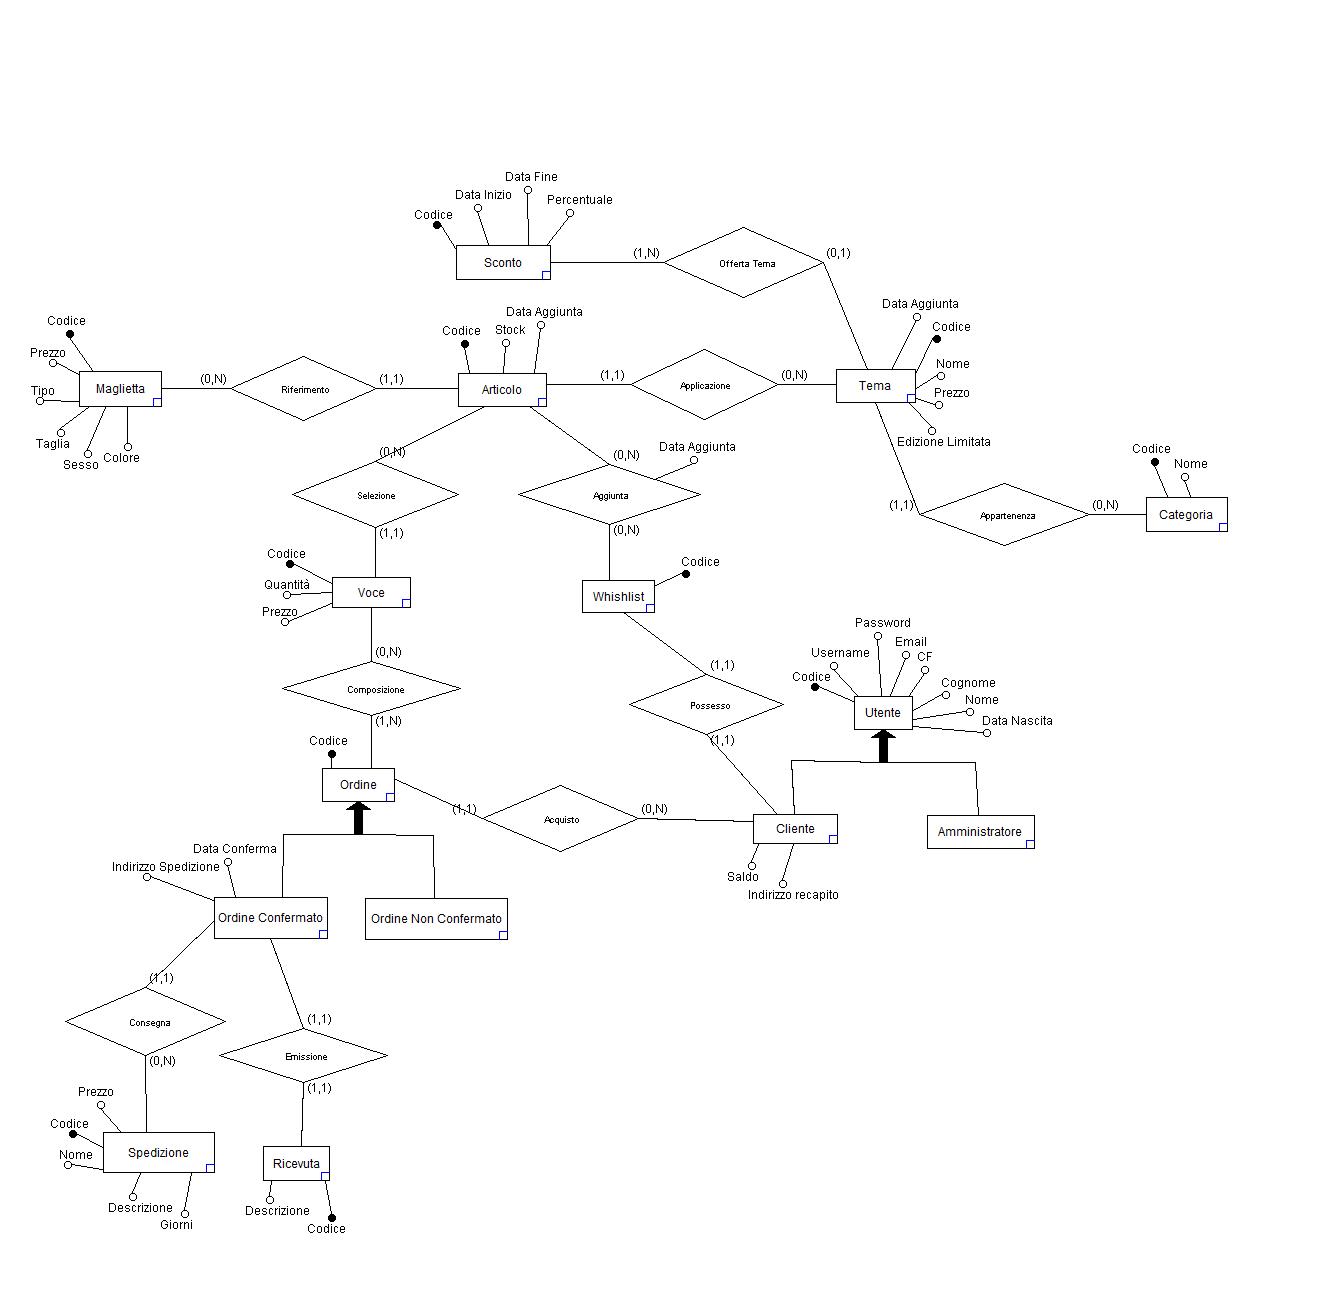 Data Fine
Data Inizio
Percentuale
Codice
Sconto
(1,N)
Offerta Tema
(0,1)
Data Aggiunta
Codice
Nome
Prezzo
Edizione Limitata
Tema
Codice
Prezzo
Tipo
Taglia
Sesso
Colore
Maglietta
(0,N)
Riferimento
(1,1)
Codice
Stock
Data Aggiunta
Articolo
(1,1)
Applicazione
(0,N)
(0,N)
Selezione
(1,1)
(0,N)
Data Aggiunta
Aggiunta
(0,N)
(1,1)
Appartenenza
(0,N)
Codice
Nome
Categoria
Codice
Quantità
Prezzo
Voce
Whishlist
Codice
(0,N)
Composizione
(1,N)
(1,1)
Possesso
(1,1)
Password
Username
Email
CF
Codice
Cognome
Nome
Data Nascita
Utente
Codice
Ordine
(1,1)
Acquisto
(0,N)
Cliente
Saldo
Indirizzo recapito
Amministratore
Data Conferma
Indirizzo Spedizione
Ordine Confermato
Ordine Non Confermato
(1,1)
Consegna
(0,N)
(1,1)
Emissione
(1,1)
Prezzo
Codice
Nome
Spedizione
Descrizione
Giorni
Ricevuta
Descrizione
Codice